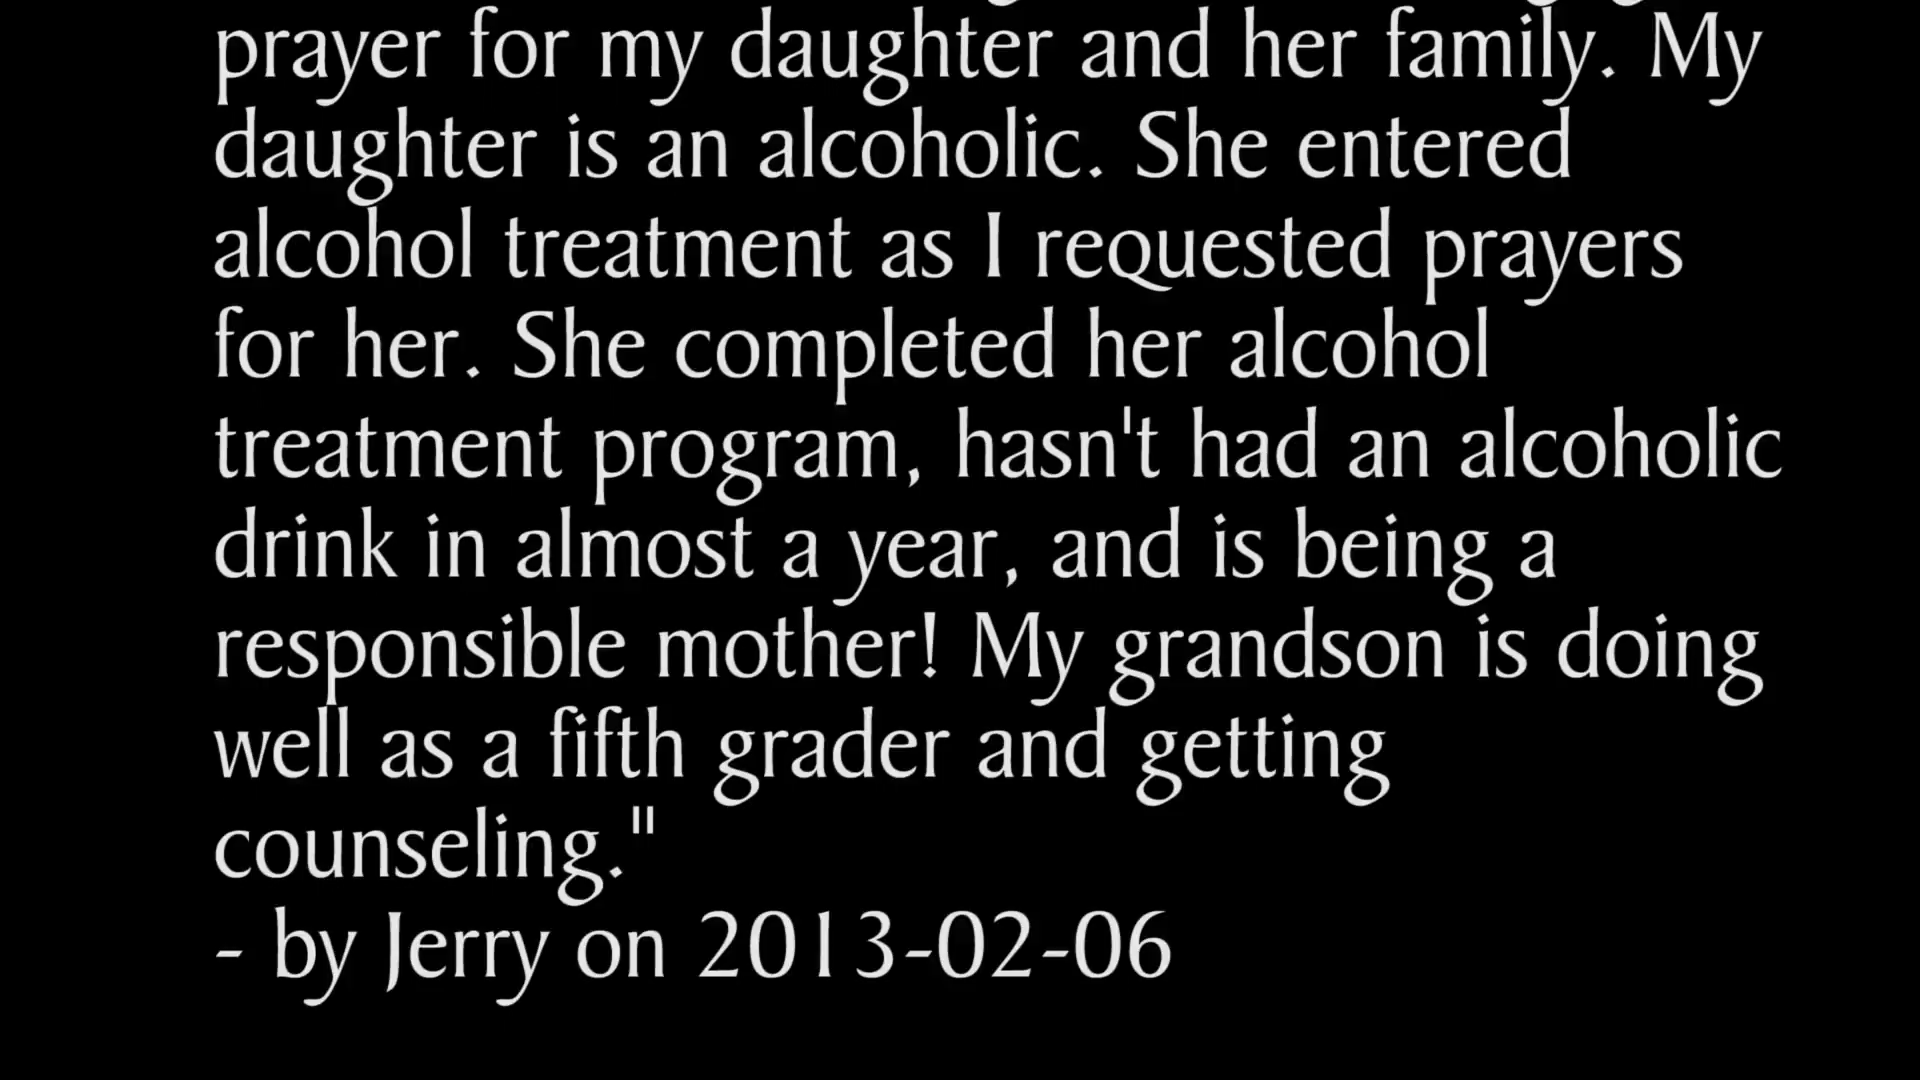 prayer for my daughter and her family. My
daughter is an alcoholic. She entered
alcohol treatment as I requested prayers
for her. She completed her alcohol
treatment program, hasn't had an alcoholic
drink in almost a year, and is being a
responsible mother! My grandson is doing
well as a fifth grader and getting
counseling."
- by Jerry on 2013-02-06